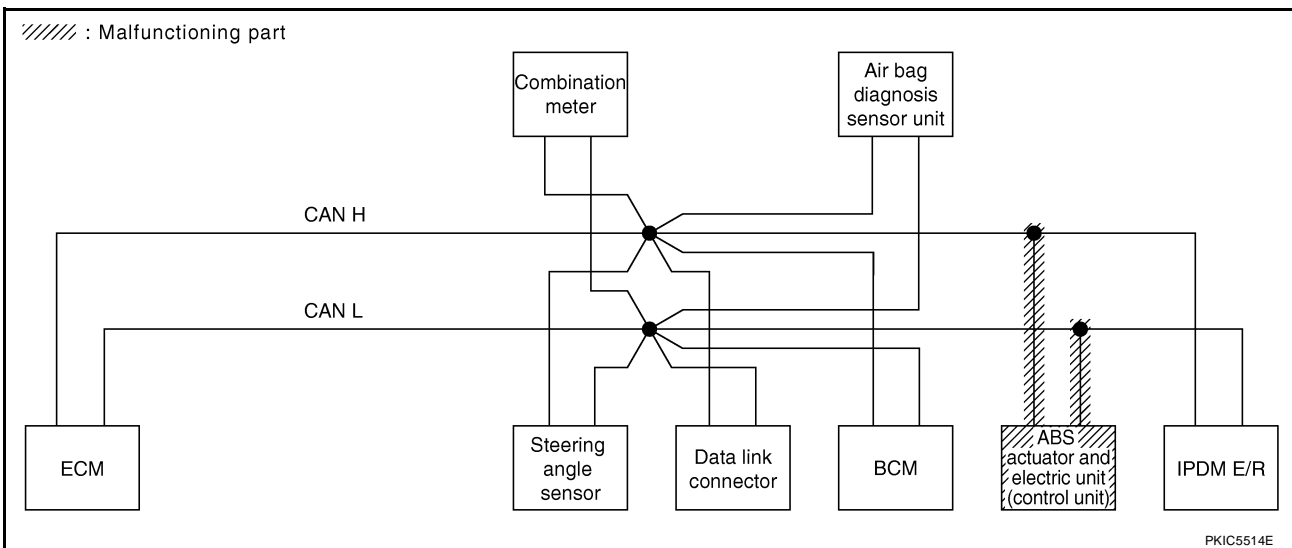 : Malfunctioning part
Combination
meter
Air bag
diagnosis
sensor unit
CAN H
CAN L
ECM
Steering
angle
sensor
Data link
connector
BCM
ABS
actuator and
electric unit
(control unit)
IPDM E/R
PKIC5514E